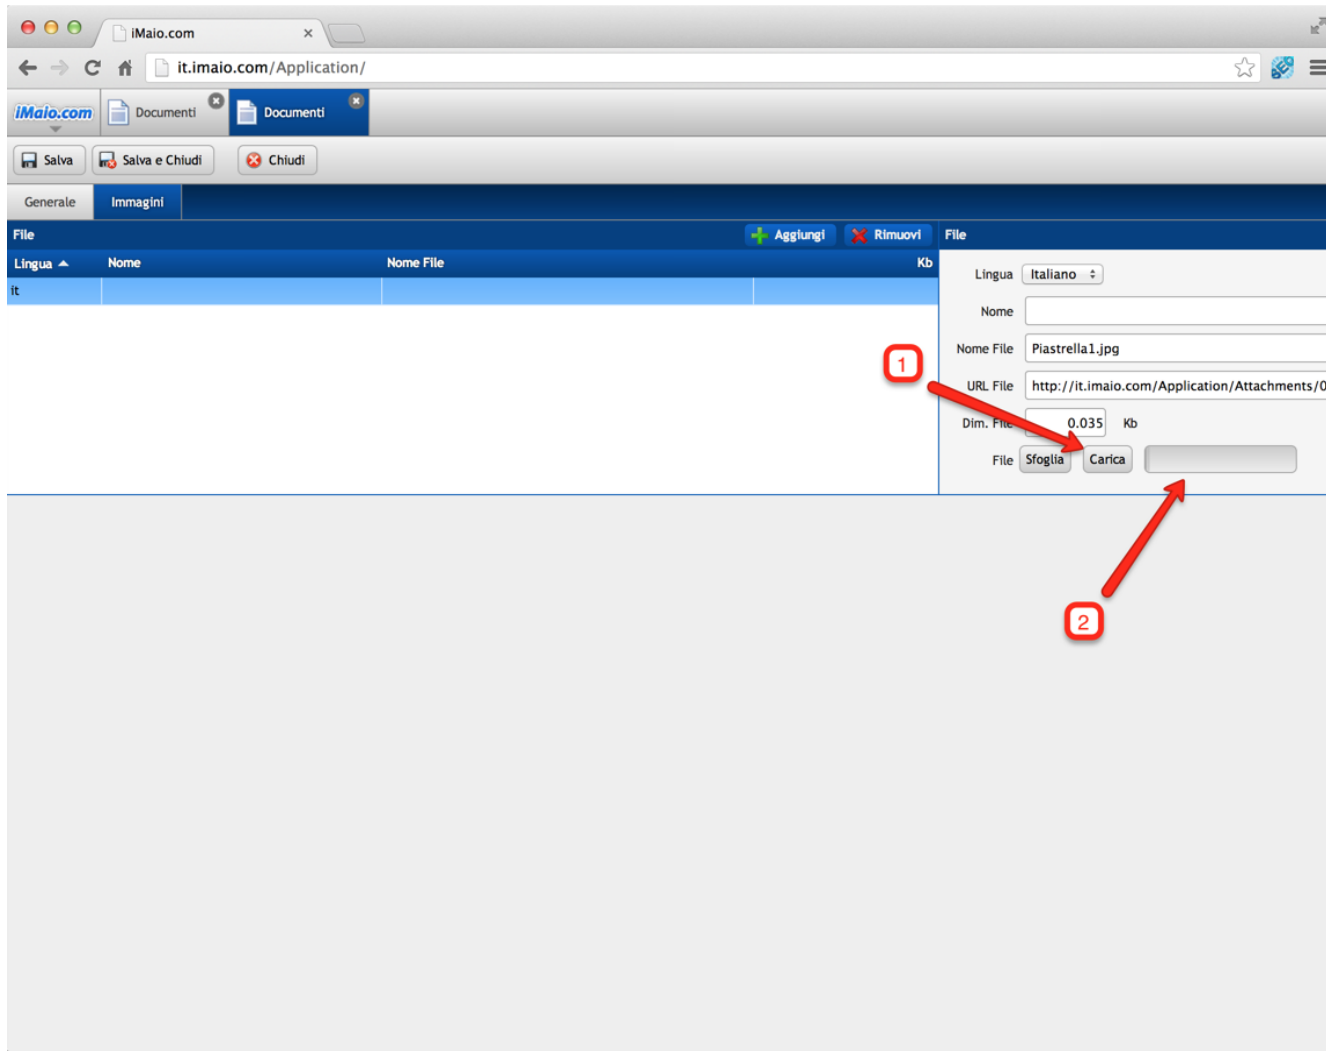 iMaio.com
it.imaio.com/Application/
iMaio.com Documenti Documenti
Salva Salva e Chiudi Chiudi
Generale Immagini
File Aggiungi Rimuovi File
Lingua Nome Nome File Kb
it
Lingua Italiano
Nome
Nome File Piastrella1.jpg
1
URL File http://it.imaio.com/Application/Attachments/0
Dim. File 0.035 Kb
File Sfoglia Carica
2